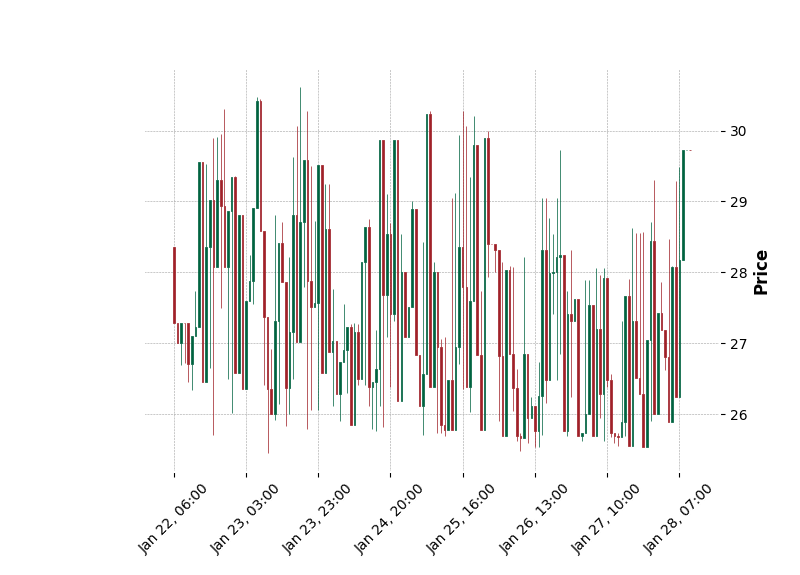 30
29
28
27
26
Price
Jan 22, 06:00
Jan 23, 03:00
Jan 23, 23:00
Jan 24, 20:00
Jan 25, 16:00
Jan 26, 13:00
Jan 27, 10:00
Jan 28, 07:00